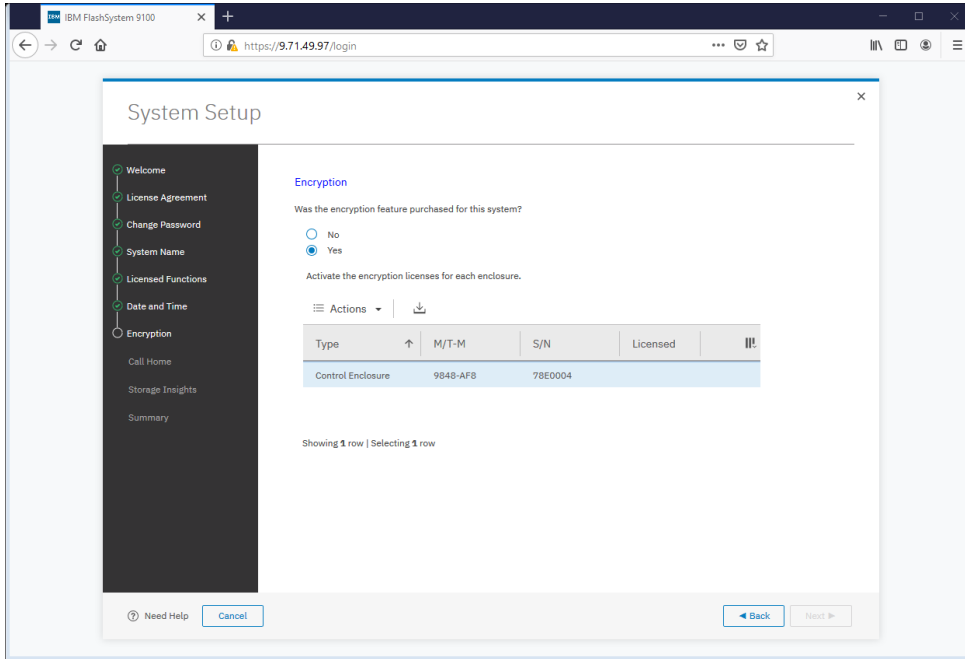 IBM IBM FlashSystem 9100
https://9.71.49.97/login
System Setup
Welcome
License Agreement
Change Password
System Name
Licensed Functions
Date and Time
Encryption
Call Home
Storage Insights
Summary
Encryption
Was the encryption feature purchased for this system?
No
Yes
Activate the encryption licenses for each enclosure.
Actions
Type M/T-M S/N Licensed
Control Enclosure 9848-AF8 78E0004
Showing 1 row | Selecting 1 row
Need Help Cancel Back Next